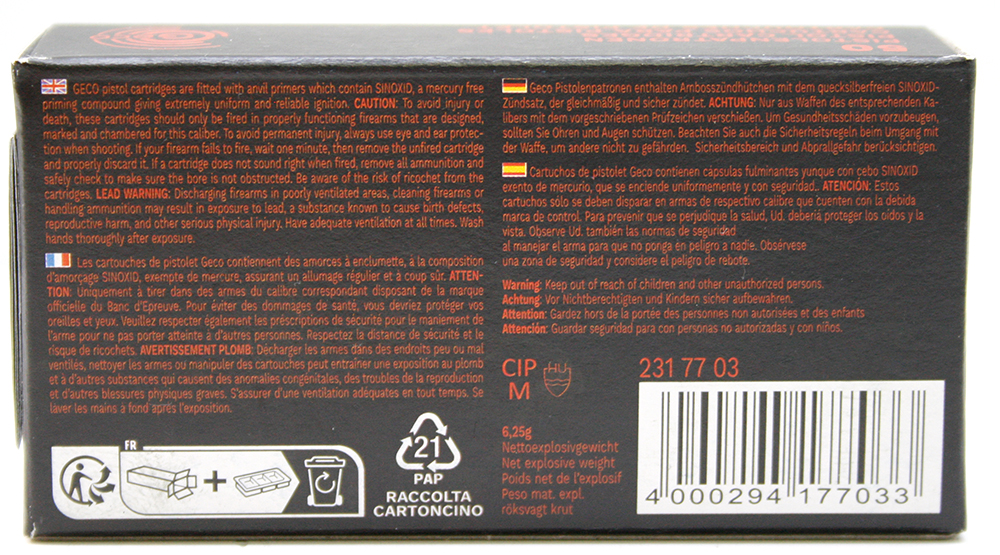 GECO pistol cartridges are fitted with anvil primers which contain SINOXID, a mercury free
priming compound giving extremely uniform and reliable ignition. CAUTION: To avoid injury or
death, these cartridges should only be fired in properly functioning firearms that are designed,
marked and chambered for this caliber. To avoid permanent injury, always use eye and ear protec-
tion when shooting. If your firearm fails to fire, wait one minute, then remove the unfired cartridge
and properly discard it. If a cartridge does not sound right when fired, remove all ammunition and
safely check to make sure the bore is not obstructed. Be aware of the risk of ricochet from the
cartridges. LEAD WARNING: Discharging firearms in poorly ventilated areas, cleaning firearms or
handling ammunition may result in exposure to lead, a substance known to cause birth defects,
reproductive harm, and other serious physical injury. Have adequate ventilation at all times. Wash
hands thoroughly after exposure.
Les cartouches de pistolet Geco contiennent des amorces à enclumette, à la composition
d'amorçage SINOXID, exempte de mercure, assurant un allumage régulier et à coup sûr. ATTEN-
TION: Uniquement à tirer dans des armes du calibre correspondant disposant de la marque
officielle du Banc d'Epreuve. Pour éviter des dommages de santé, vous devriez protéger vos
oreilles et yeux. Veuillez respecter également les préscriptions de sécurité pour le maniement de
l'arme pour ne pas porter atteinte à d'autres personnes. Respectez la distance de sécurité et le
risque de ricochets. AVERTISSEMENT PLOMB: Décharger les armes dans des endroits peu ou mal
ventilés, nettoyer les armes ou manipuler des cartouches peut entraîner une exposition au plomb
et à d'autres substances qui causent des anomalies congénitales, des troubles de la reproduction
et d'autres blessures physiques graves. S'assurer d'une ventilation adéquates en tout temps. Se
laver les mains à fond après l'exposition.
FR
+
21
PAP
RACCOLTA
CARTONCINO
Geco Pistolenpatronen enthalten Ambosszündhütchen mit dem quecksilberfreien SINOXID-
Zündsatz, der gleichmäßig und sicher zündet. ACHTUNG: Nur aus Waffen des entsprechenden Ka-
libers mit dem vorgeschriebenen Prüfzeichen verschießen. Um Gesundheitsschäden vorzubeugen,
sollten Sie Ohren und Augen schützen. Beachten Sie auch die Sicherheitsregeln beim Umgang mit
der Waffe, um andere nicht zu gefährden. Sicherheitsbereich und Abprallgefahr berücksichtigen.
Cartuchos de pistolet Geco contienen cápsulas fulminantes yunque con cebo SINOXID
exento de mercurio, que se enciende uniformemente y con seguridad.. ATENCIÓN: Estos
cartuchos sólo se deben disparar en armas de respectivo calibre que cuenten con la debida
marca de control. Para prevenir que se perjudique la salud, Ud. debería proteger los oídos y la
vista. Observe Ud. también las normas de seguridad
al manejar el arma para que no ponga en peligro a nadie. Obsérvese
una zona de seguridad y considere el peligro de rebote.
Warning: Keep out of reach of children and other unauthorized persons.
Achtung: Vor Nichtberechtigten und Kindern sicher aufbewahren.
Attention: Gardez hors de la portée des personnes non autorisées et des enfants
Atención: Guardar seguridad para con personas no autorizadas y con niños.
CIP
M
HU
231 77 03
6,25g
Nettoexplosivgewicht
Net explosive weight
Poids net de l'explosif
Peso mat. expl.
röksvagt krut
4 000294 177033